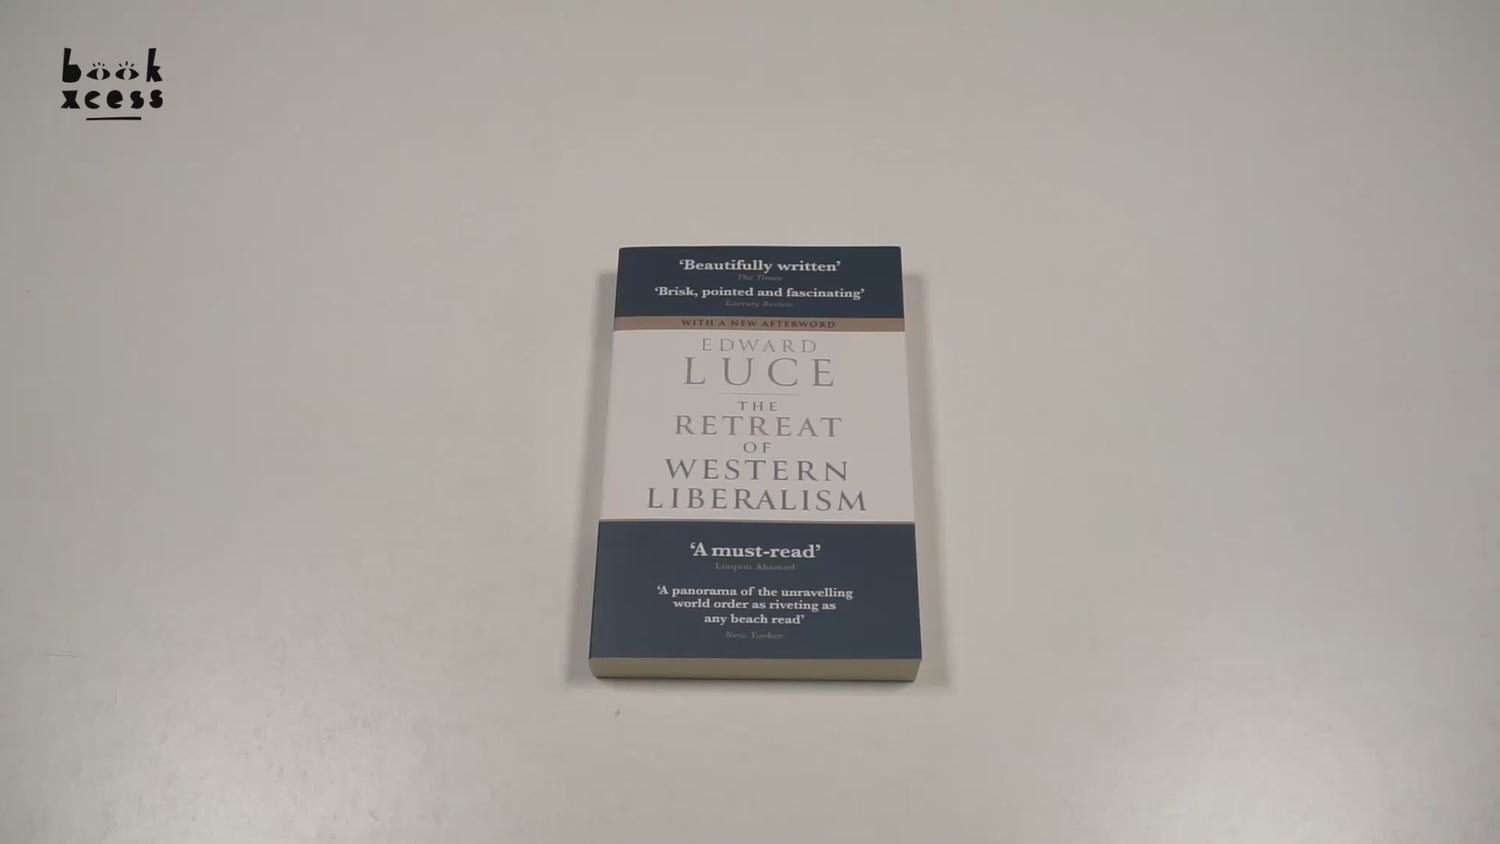 book
xcess
‘Beautifully written’
The Times
‘Brisk, pointed and fascinating’
Literary Review
WITH A NEW AFTERWORD
EDWARD
LUCE
THE
RETREAT
OF
WESTERN
LIBERALISM
‘A must-read’
Liaquat Ahamed
‘A panorama of the unravelling
world order as riveting as
any beach read’
New Yorker